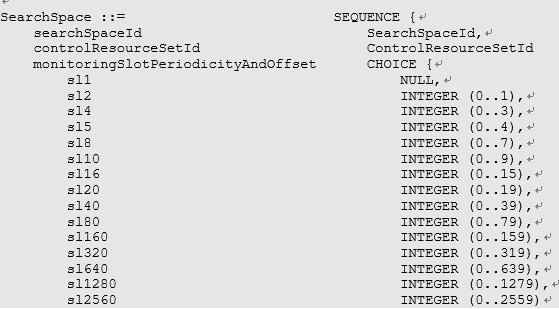 SearchSpace ::= SEQUENCE {
searchSpaceId SearchSpaceId,
controlResourceSetId ControlResourceSetId
monitoringSlotPeriodicityAndOffset CHOICE {
sl1 NULL,
sl2 INTEGER (0..1),
sl4 INTEGER (0..3),
sl5 INTEGER (0..4),
sl8 INTEGER (0..7),
sl10 INTEGER (0..9),
sl16 INTEGER (0..15),
sl20 INTEGER (0..19),
sl40 INTEGER (0..39),
sl80 INTEGER (0..79),
sl160 INTEGER (0..159),
sl320 INTEGER (0..319),
sl640 INTEGER (0..639),
sl1280 INTEGER (0..1279),
sl2560 INTEGER (0..2559)